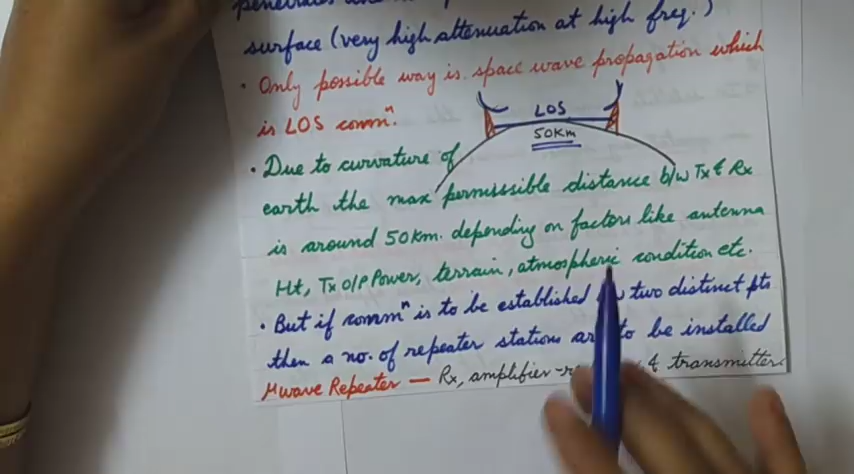 penetrates
surface (very high attenuation at high freq.)
• Only possible way is space wave propagation which
is LOS commⁿ.
LOS
50Km
• Due to curvature of
earth the max permissible distance b/w Tx & Rx
is around 50km. depending on factors like antenna
Ht, Tx O/P Power, terrain, atmospheric condition etc.
• But if commⁿ is to be established two distinct pts
then a no. of repeater stations are to be installed
μwave Repeater — Rx, amplifier & transmitter.